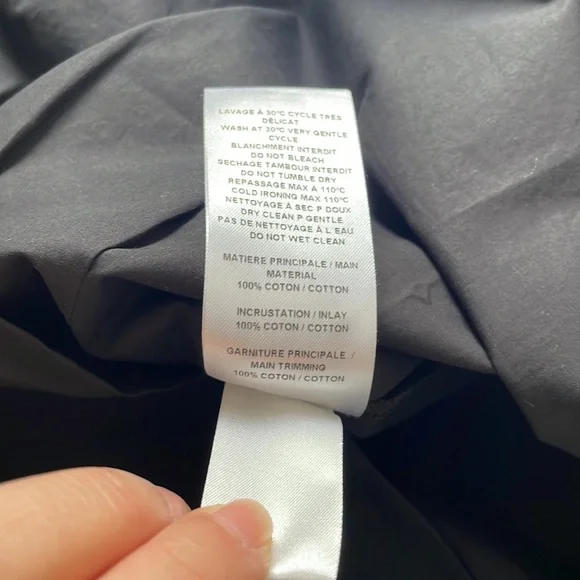 LAVAGE À 30°C CYCLE TRÈS
DÉLICAT
WASH AT 30°C VERY GENTLE
CYCLE
BLANCHIMENT INTERDIT
DO NOT BLEACH
SECHAGE TAMBOUR INTERDIT
DO NOT TUMBLE DRY
REPASSAGE MAX A 110°C
COLD IRONING MAX 110°C
NETTOYAGE À SEC P DOUX
DRY CLEAN P GENTLE
PAS DE NETTOYAGE À L'EAU
DO NOT WET CLEAN
MATIERE PRINCIPALE / MAIN
MATERIAL
100% COTON / COTTON
INCRUSTATION / INLAY
100% COTON / COTTON
GARNITURE PRINCIPALE /
MAIN TRIMMING
100% COTON / COTTON